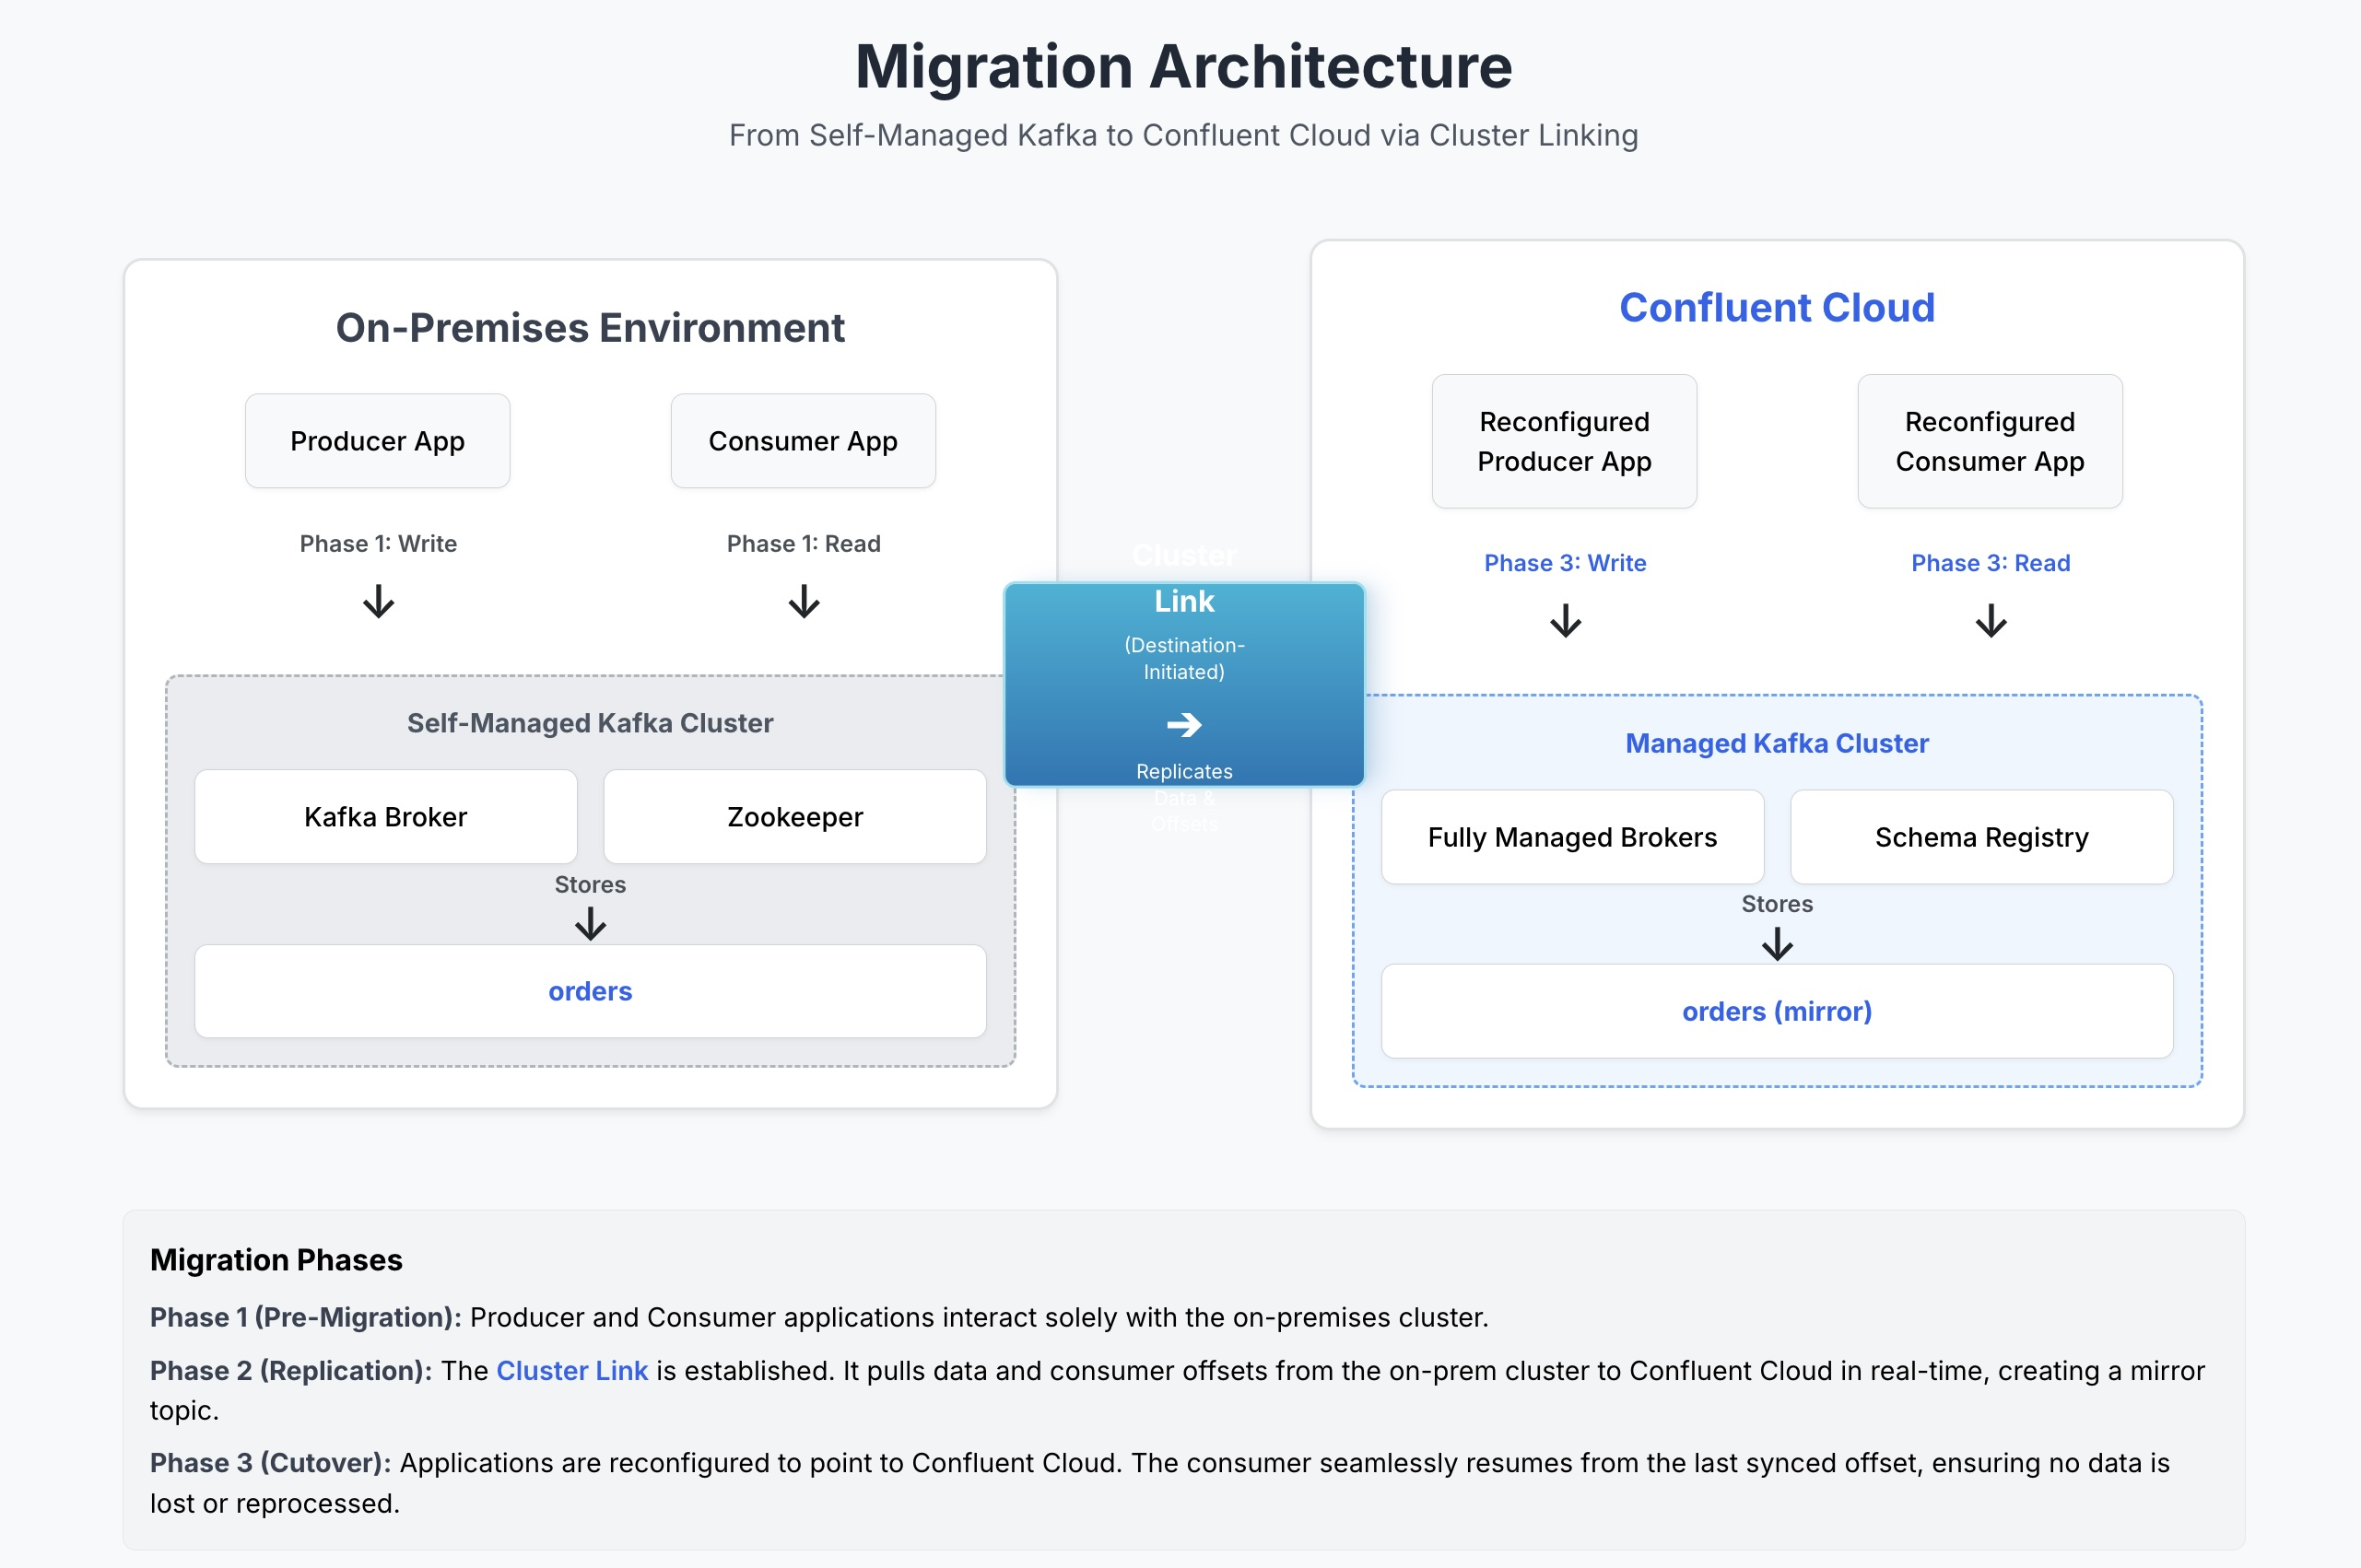 Migration Architecture
From Self-Managed Kafka to Confluent Cloud via Cluster Linking
On-Premises Environment
Producer App
Consumer App
Phase 1: Write
Phase 1: Read
Self-Managed Kafka Cluster
Kafka Broker
Zookeeper
Stores
orders
Cluster
Link
(Destination-
Initiated)
Replicates
Data &
Offsets
Confluent Cloud
Reconfigured
Producer App
Reconfigured
Consumer App
Phase 3: Write
Phase 3: Read
Managed Kafka Cluster
Fully Managed Brokers
Schema Registry
Stores
orders (mirror)
Migration Phases
Phase 1 (Pre-Migration): Producer and Consumer applications interact solely with the on-premises cluster.
Phase 2 (Replication): The Cluster Link is established. It pulls data and consumer offsets from the on-prem cluster to Confluent Cloud in real-time, creating a mirror
topic.
Phase 3 (Cutover): Applications are reconfigured to point to Confluent Cloud. The consumer seamlessly resumes from the last synced offset, ensuring no data is
lost or reprocessed.